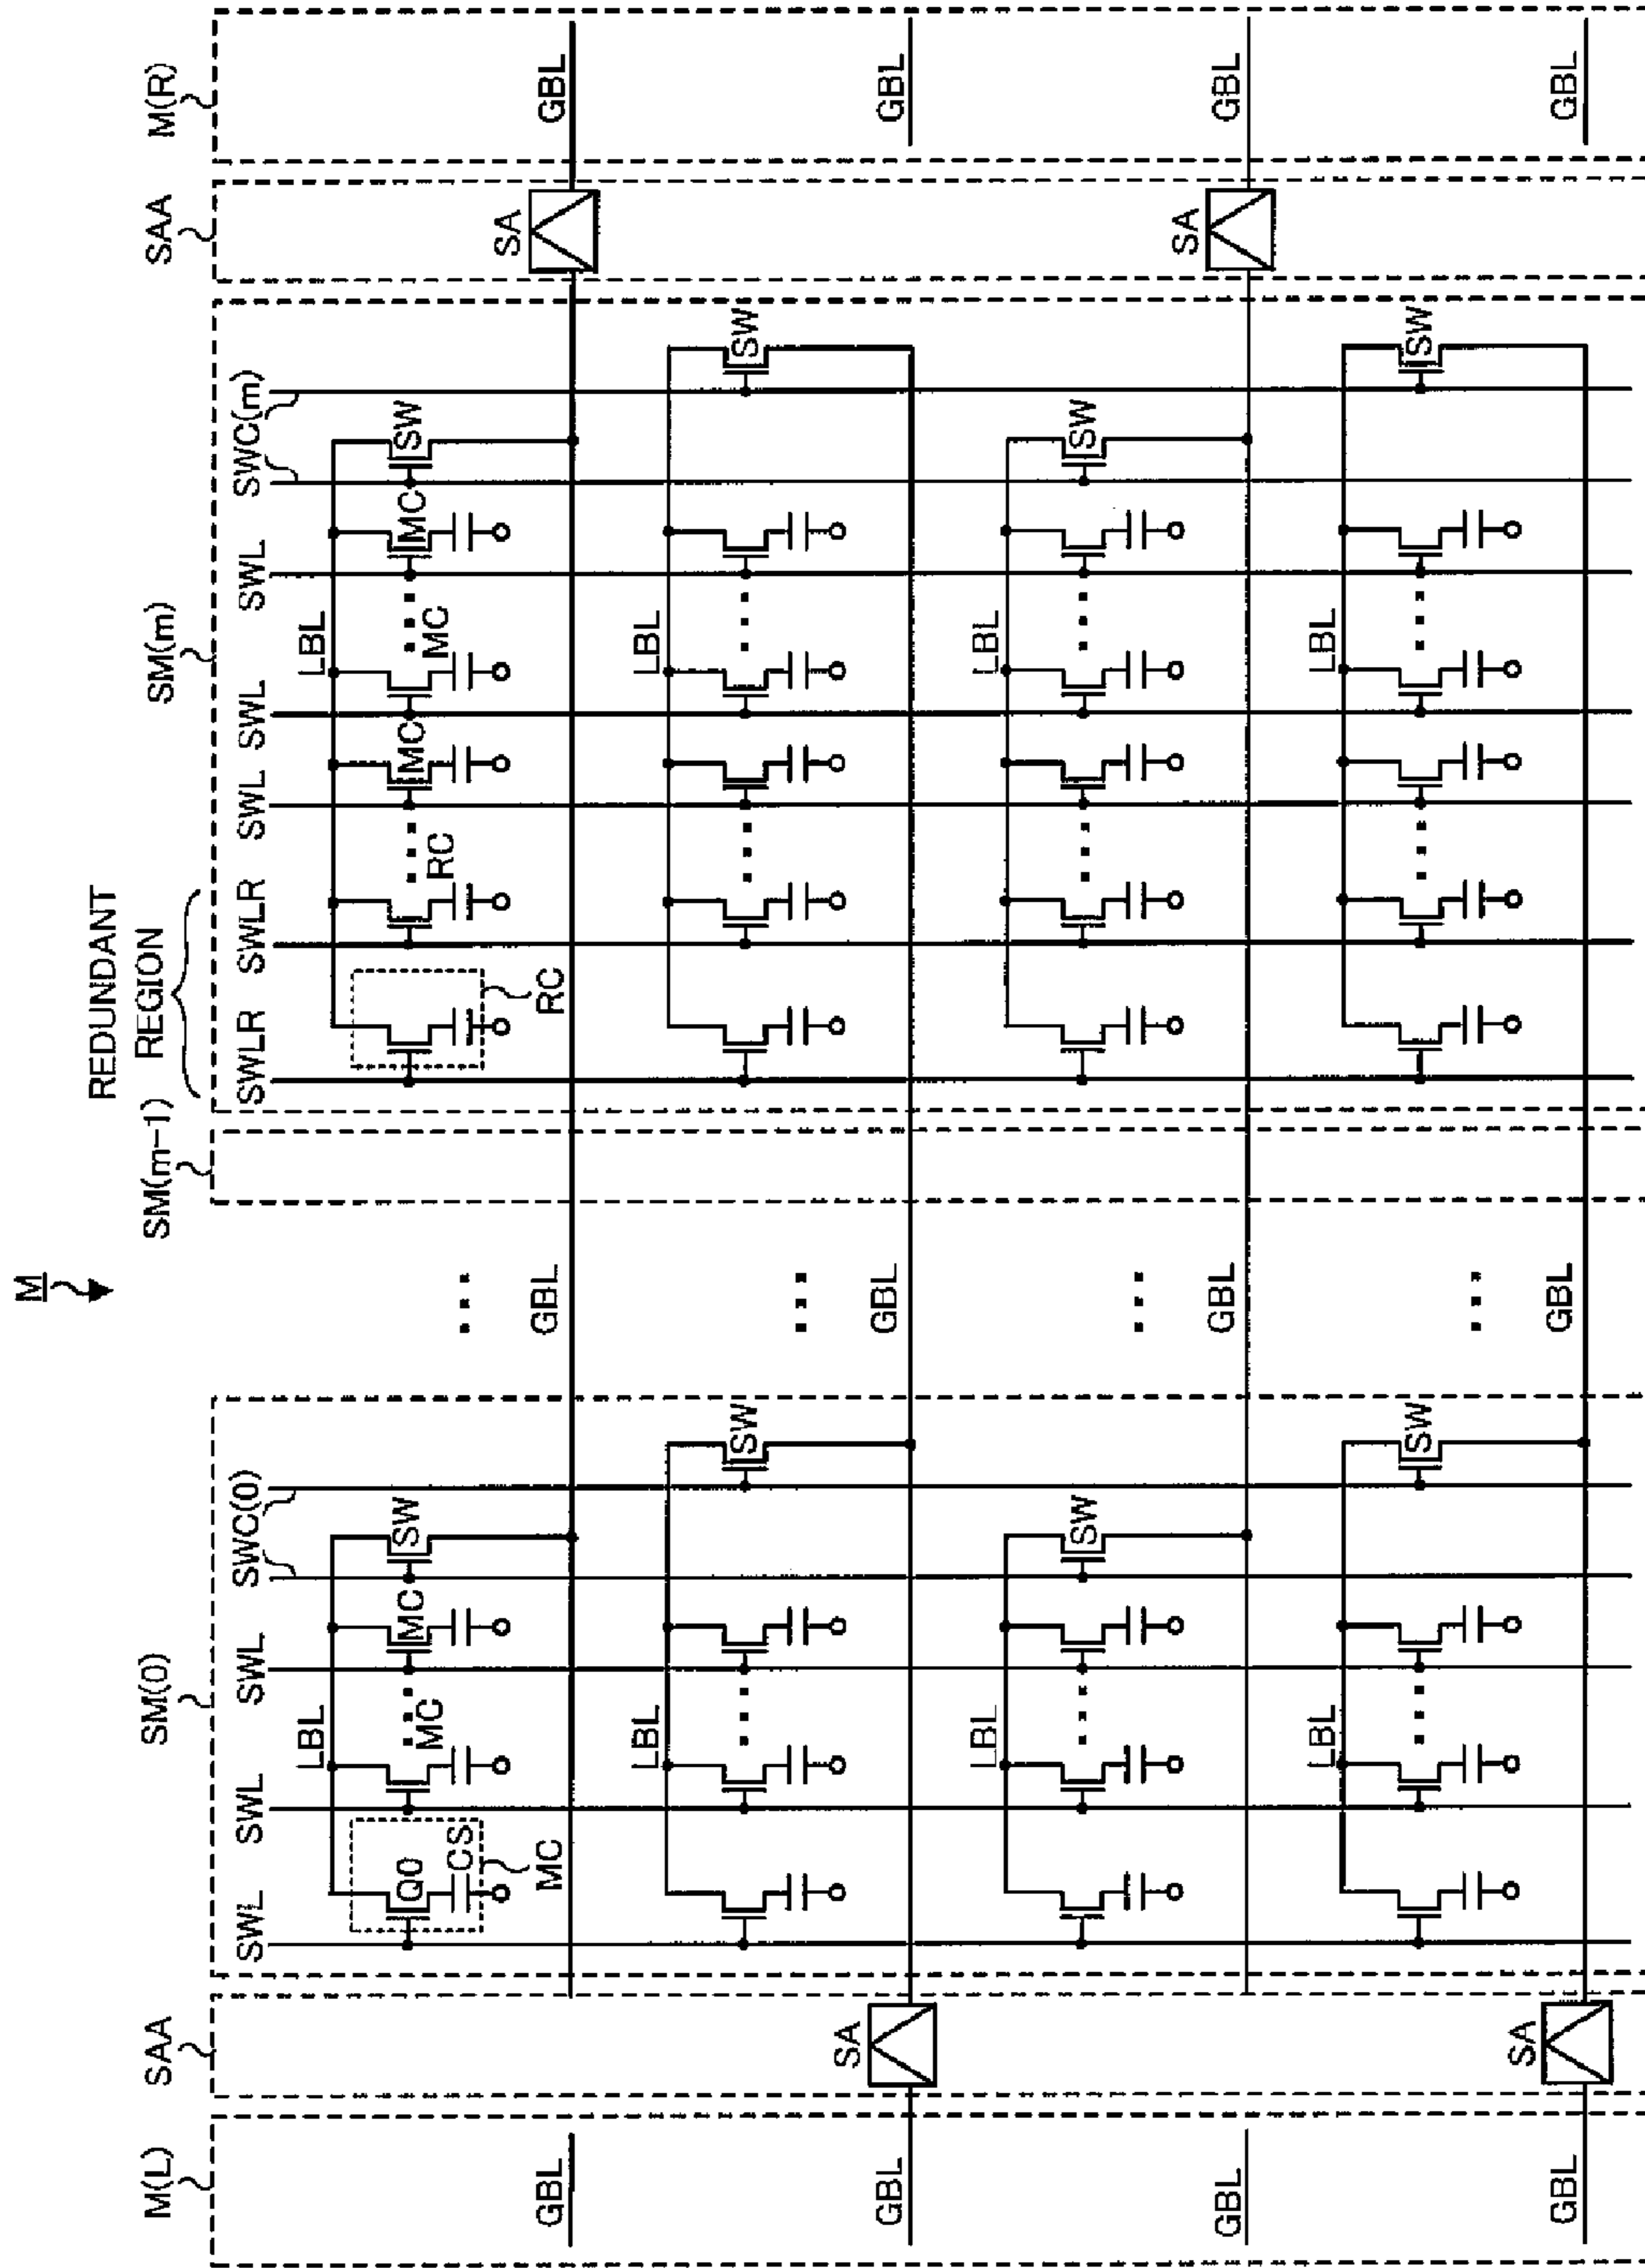 M
REDUNDANT
REGION
M(L) SAA SM(0) SM(m-1) SM(m) SAA M(R)
SWL SWL SWL SWC(0) SWLR SWLR SWL SWL SWL SWC(m)
LBL LBL
Q0 MC SW MC MC SW
CS MC RC MC
SA
GBL MC GBL RC GBL
LBL LBL
SW SW
SA
GBL GBL GBL
LBL LBL
SW SW
SA
GBL GBL GBL
LBL LBL
SW SW
SA
GBL GBL GBL